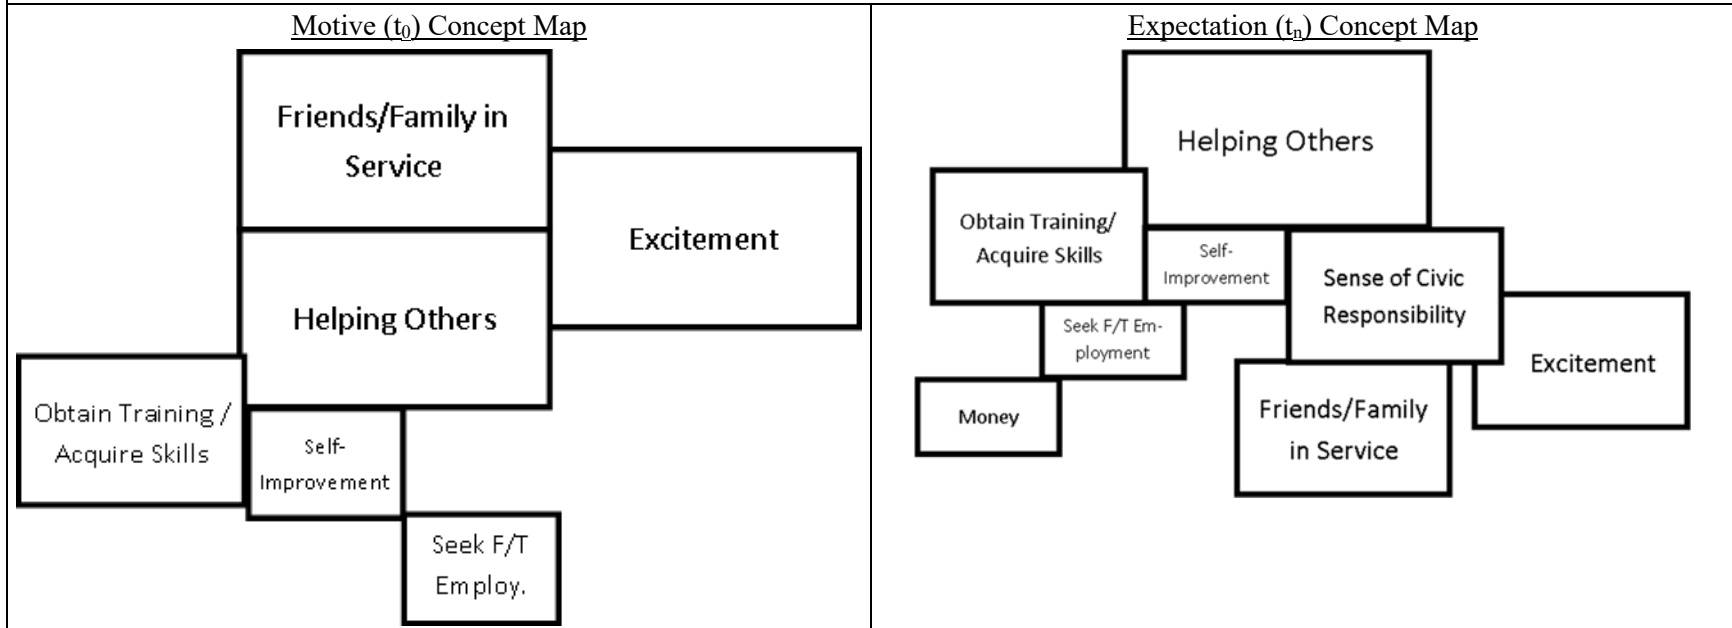 Motive (t0) Concept Map
Friends/Family in
Service
Excitement
Helping Others
Obtain Training /
Acquire Skills
Self-
Improvement
Seek F/T
Employ.
Expectation (tn) Concept Map
Helping Others
Obtain Training/
Acquire Skills
Self-
Improvement
Sense of Civic
Responsibility
Seek F/T Em-
ployment
Excitement
Money
Friends/Family
in Service